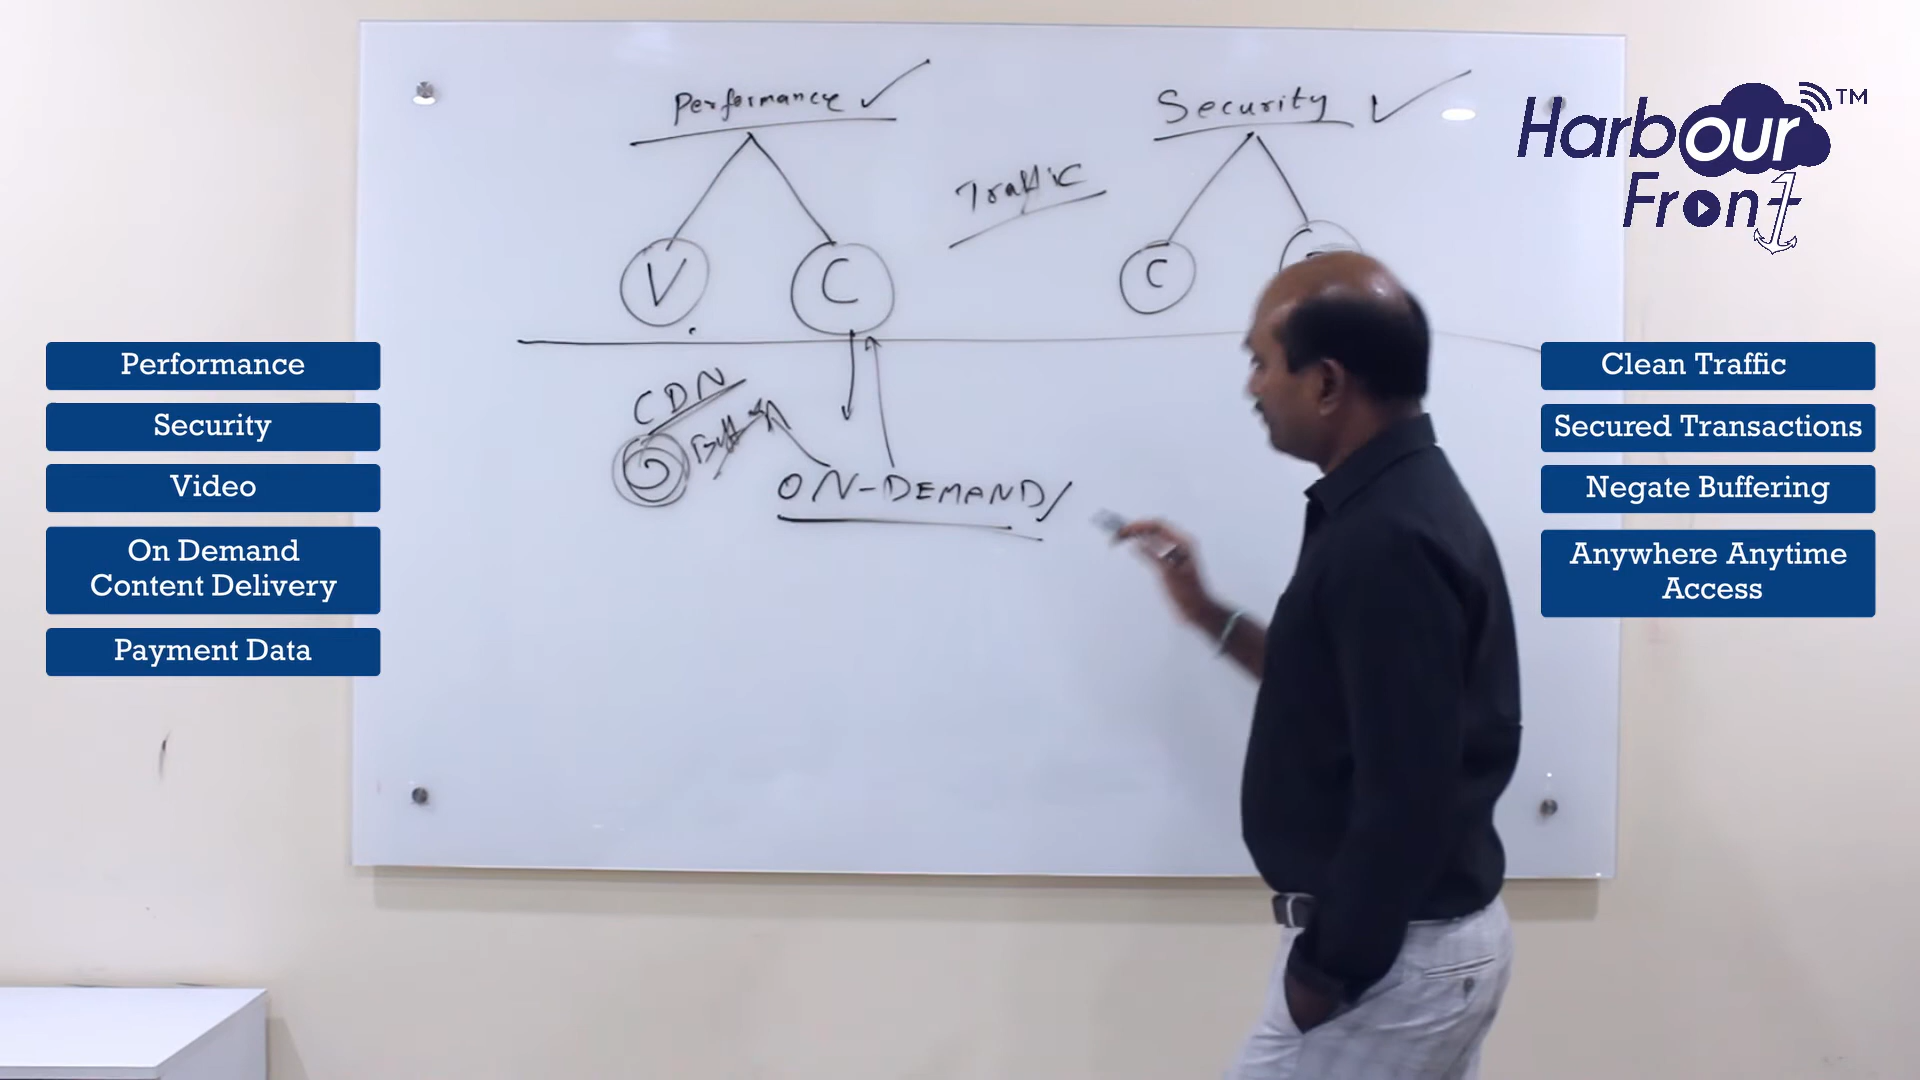 Performance
Security
Traffic
V
C
C
CDN
ON-DEMAND/
Harbour
Front
TM
Performance
Security
Video
On Demand
Content Delivery
Payment Data
Clean Traffic
Secured Transactions
Negate Buffering
Anywhere Anytime
Access